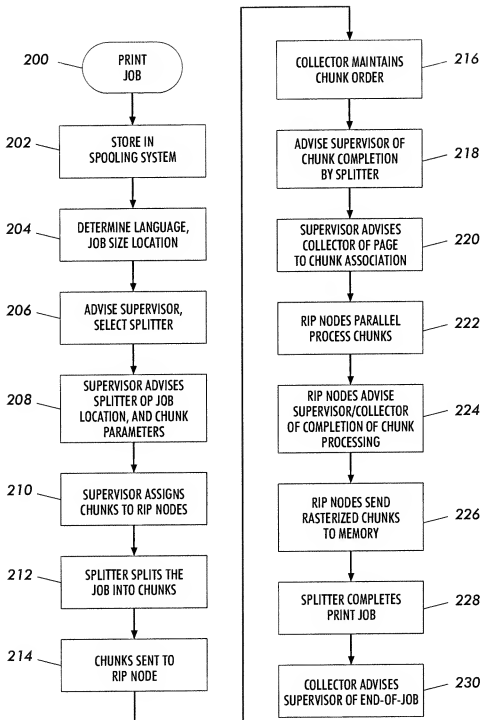 200
PRINT
JOB
202
STORE IN
SPOOLING SYSTEM
204
DETERMINE LANGUAGE,
JOB SIZE LOCATION
206
ADVISE SUPERVISOR,
SELECT SPLITTER
208
SUPERVISOR ADVISES
SPLITTER OP JOB
LOCATION, AND CHUNK
PARAMETERS
210
SUPERVISOR ASSIGNS
CHUNKS TO RIP NODES
212
SPLITTER SPLITS THE
JOB INTO CHUNKS
214
CHUNKS SENT TO
RIP NODE
COLLECTOR MAINTAINS
CHUNK ORDER
216
ADVISE SUPERVISOR OF
CHUNK COMPLETION
BY SPLITTER
218
SUPERVISOR ADVISES
COLLECTOR OF PAGE
TO CHUNK ASSOCIATION
220
RIP NODES PARALLEL
PROCESS CHUNKS
222
RIP NODES ADVISE
SUPERVISOR/COLLECTOR
OF COMPLETION OF CHUNK
PROCESSING
224
RIP NODES SEND
RASTERIZED CHUNKS
TO MEMORY
226
SPLITTER COMPLETES
PRINT JOB
228
COLLECTOR ADVISES
SUPERVISOR OF END-OF-JOB
230